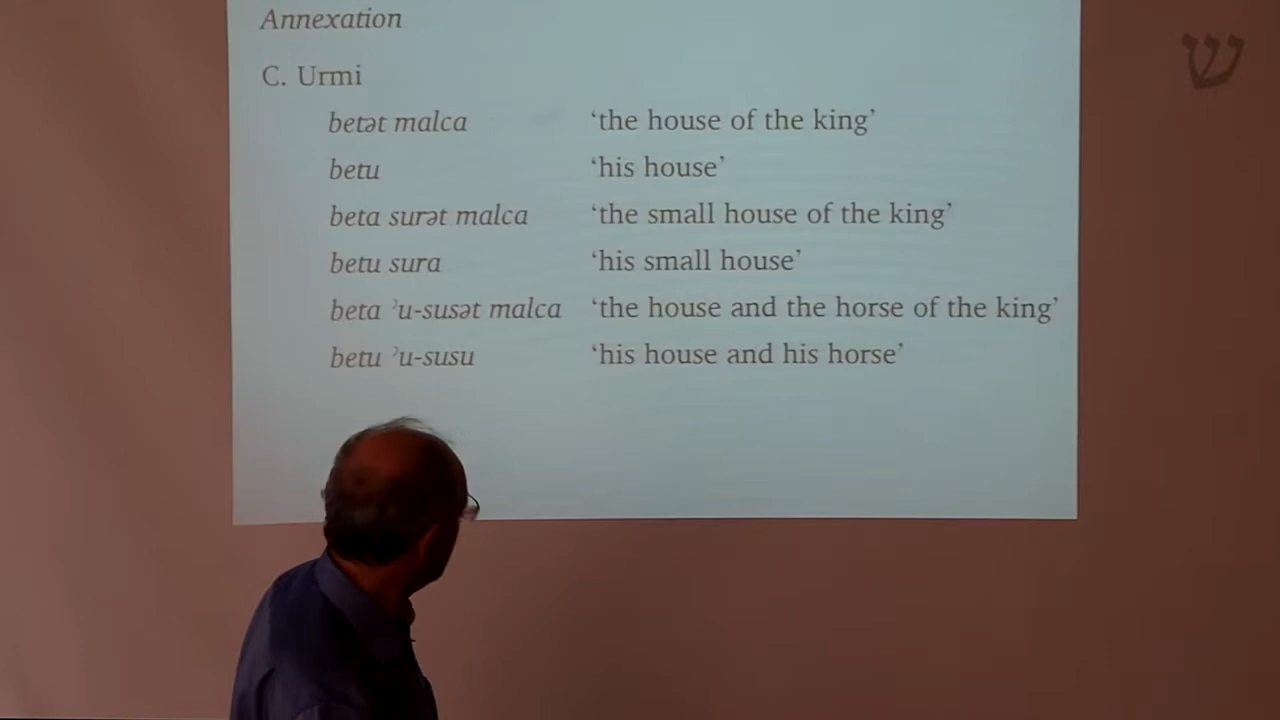 Annexation
C. Urmi
betət malca ‘the house of the king’
betu ‘his house’
beta surət malca ‘the small house of the king’
betu sura ‘his small house’
beta ʾu-susət malca ‘the house and the horse of the king’
betu ʾu-susu ‘his house and his horse’
ש